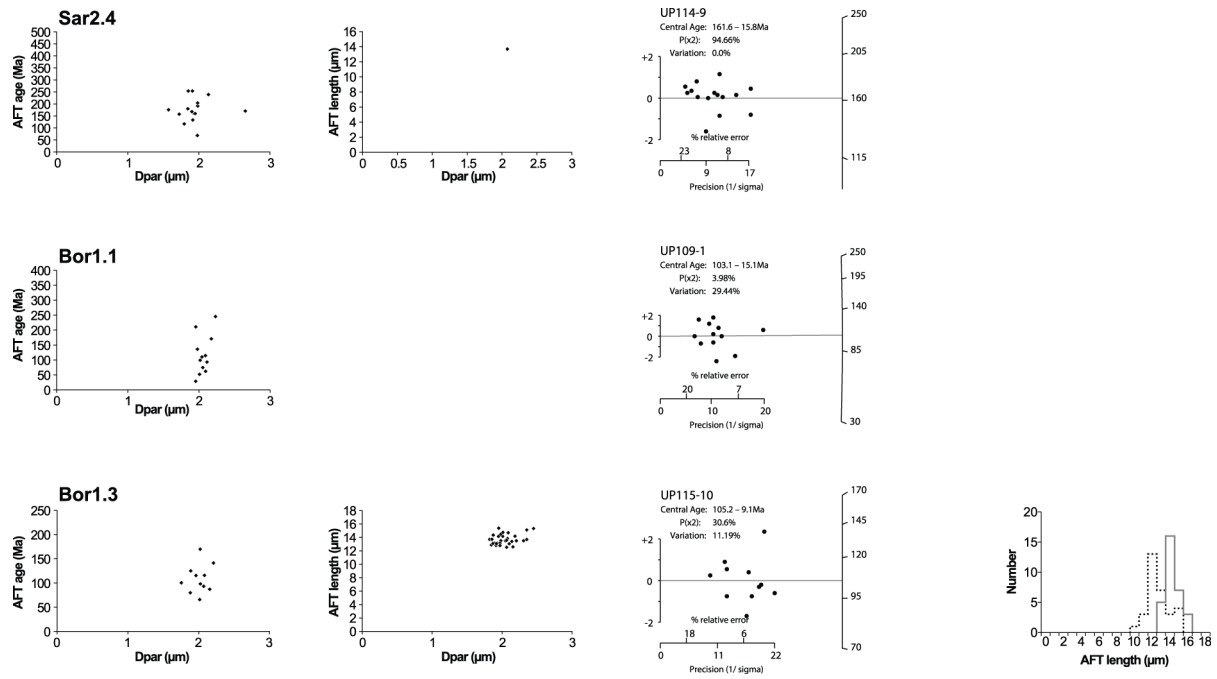 Sar2.4
AFT age (Ma)
500
450
400
350
300
250
200
150
100
50
0
0 1 2 3
Dpar (µm)
AFT length (µm)
16
14
12
10
8
6
4
2
0
0 0.5 1 1.5 2 2.5 3
Dpar (µm)
UP114-9
Central Age: 161.6 – 15.8Ma
P(x2): 94.66%
Variation: 0.0%
+2
0
-2
% relative error
23 8
0 9 17
Precision (1/ sigma)
250
205
160
115
Bor1.1
AFT age (Ma)
400
350
300
250
200
150
100
50
0
0 1 2 3
Dpar (µm)
UP109-1
Central Age: 103.1 – 15.1Ma
P(x2): 3.98%
Variation: 29.44%
+2
0
-2
% relative error
20 7
0 10 20
Precision (1/ sigma)
250
195
140
85
30
Bor1.3
AFT age (Ma)
250
200
150
100
50
0
0 1 2 3
Dpar (µm)
AFT length (µm)
18
16
14
12
10
8
6
4
2
0
0 1 2 3
Dpar (µm)
UP115-10
Central Age: 105.2 – 9.1Ma
P(x2): 30.6%
Variation: 11.19%
+2
0
-2
% relative error
18 6
0 11 22
Precision (1/ sigma)
170
145
120
95
70
Number
20
15
10
5
0
0 2 4 6 8 10 12 14 16 18
AFT length (µm)